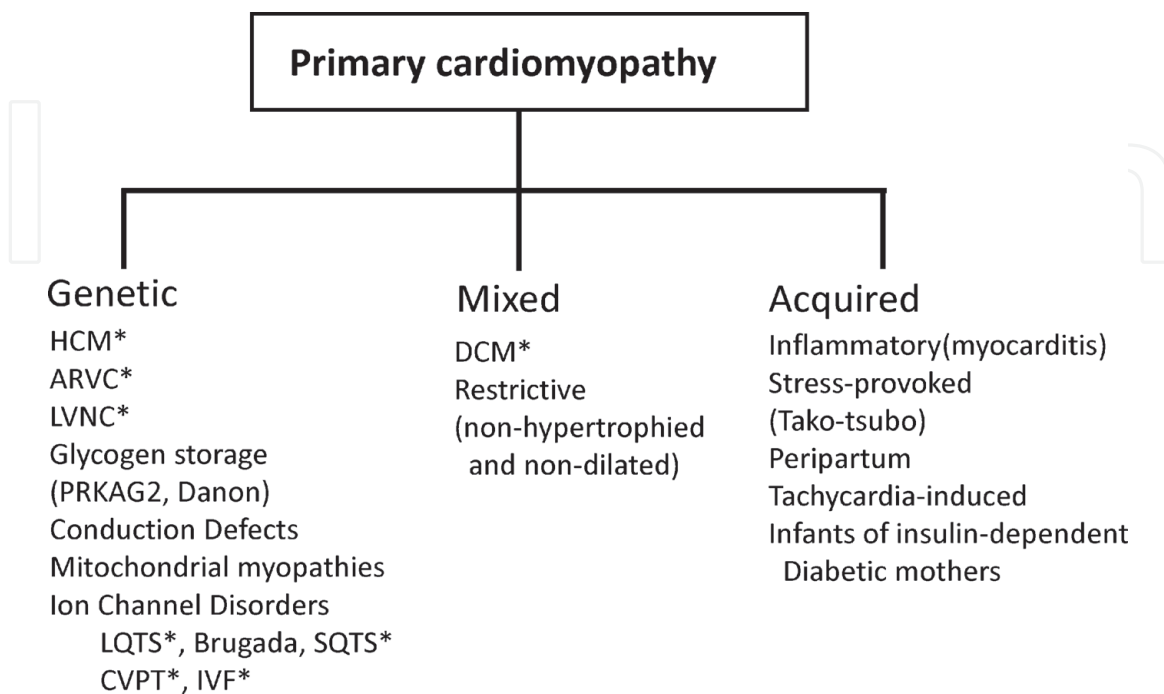 Primary cardiomyopathy
Genetic
HCM*
ARVC*
LVNC*
Glycogen storage
(PRKAG2, Danon)
Conduction Defects
Mitochondrial myopathies
Ion Channel Disorders
LQTS*, Brugada, SQTS*
CVPT*, IVF*
Mixed
DCM*
Restrictive
(non-hypertrophied
and non-dilated)
Acquired
Inflammatory(myocarditis)
Stress-provoked
(Tako-tsubo)
Peripartum
Tachycardia-induced
Infants of insulin-dependent
Diabetic mothers